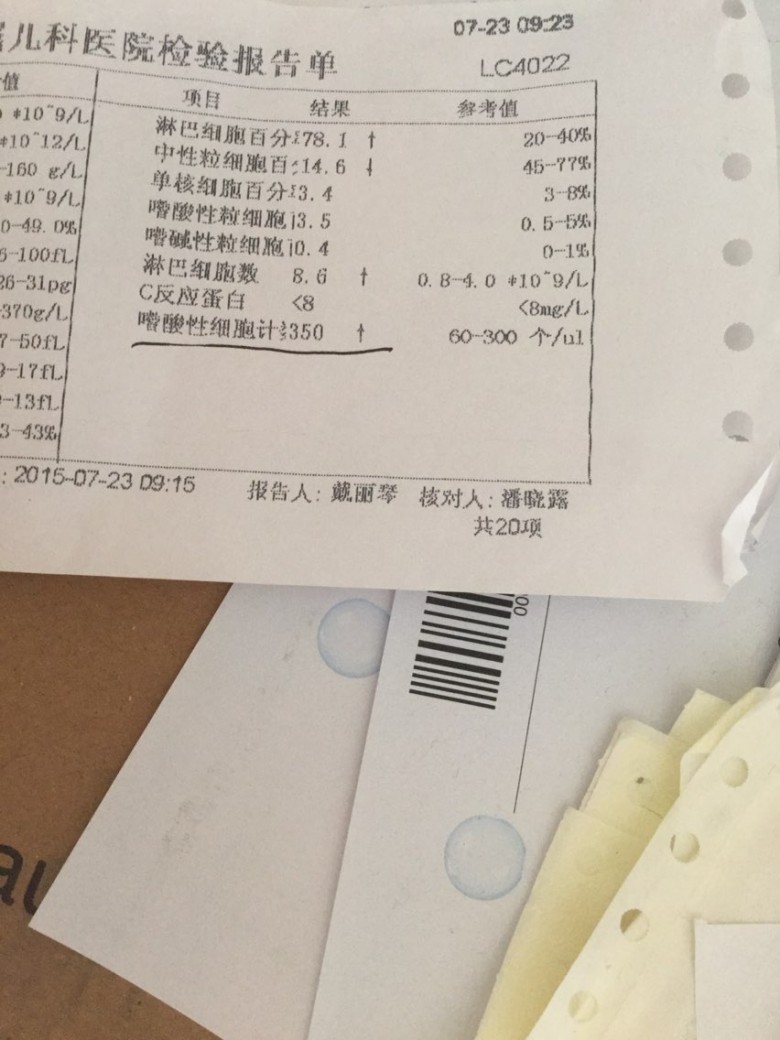 07-23 09:23
儿科医院检验报告单
LC4022
值 项目 结果 参考值
*10^9/L 淋巴细胞百分 78.1 ↑ 20-40%
*10^12/L 中性粒细胞百 14.6 ↓ 45-77%
-160 g/L 单核细胞百分 3.4 3-8%
*10^9/L 嗜酸性粒细胞 3.5 0.5-5%
0-49.0% 嗜碱性粒细胞 0.4 0-1%
-100fL 淋巴细胞数 8.6 ↑ 0.8-4.0 *10^9/L
26-31pg C反应蛋白 <8 <8mg/L
-370g/L 嗜酸性细胞计 350 ↑ 60-300 个/ul
7-50fL
9-17fL
-13fL
3-43%
: 2015-07-23 09:15 报告人: 戴丽琴 核对人: 潘晓露
共20项
00
au